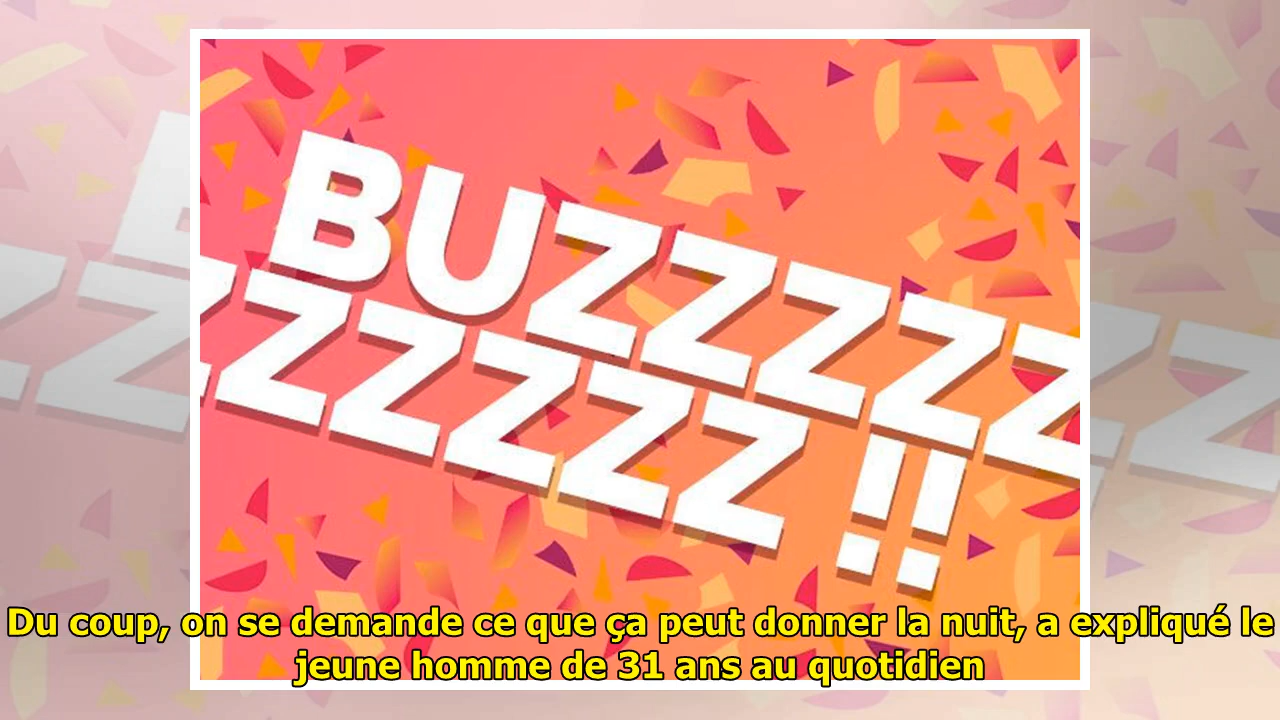 BUZZZZZ
ZZZZZZ !!
Du coup, on se demande ce que ça peut donner la nuit, a expliqué le
jeune homme de 31 ans au quotidien